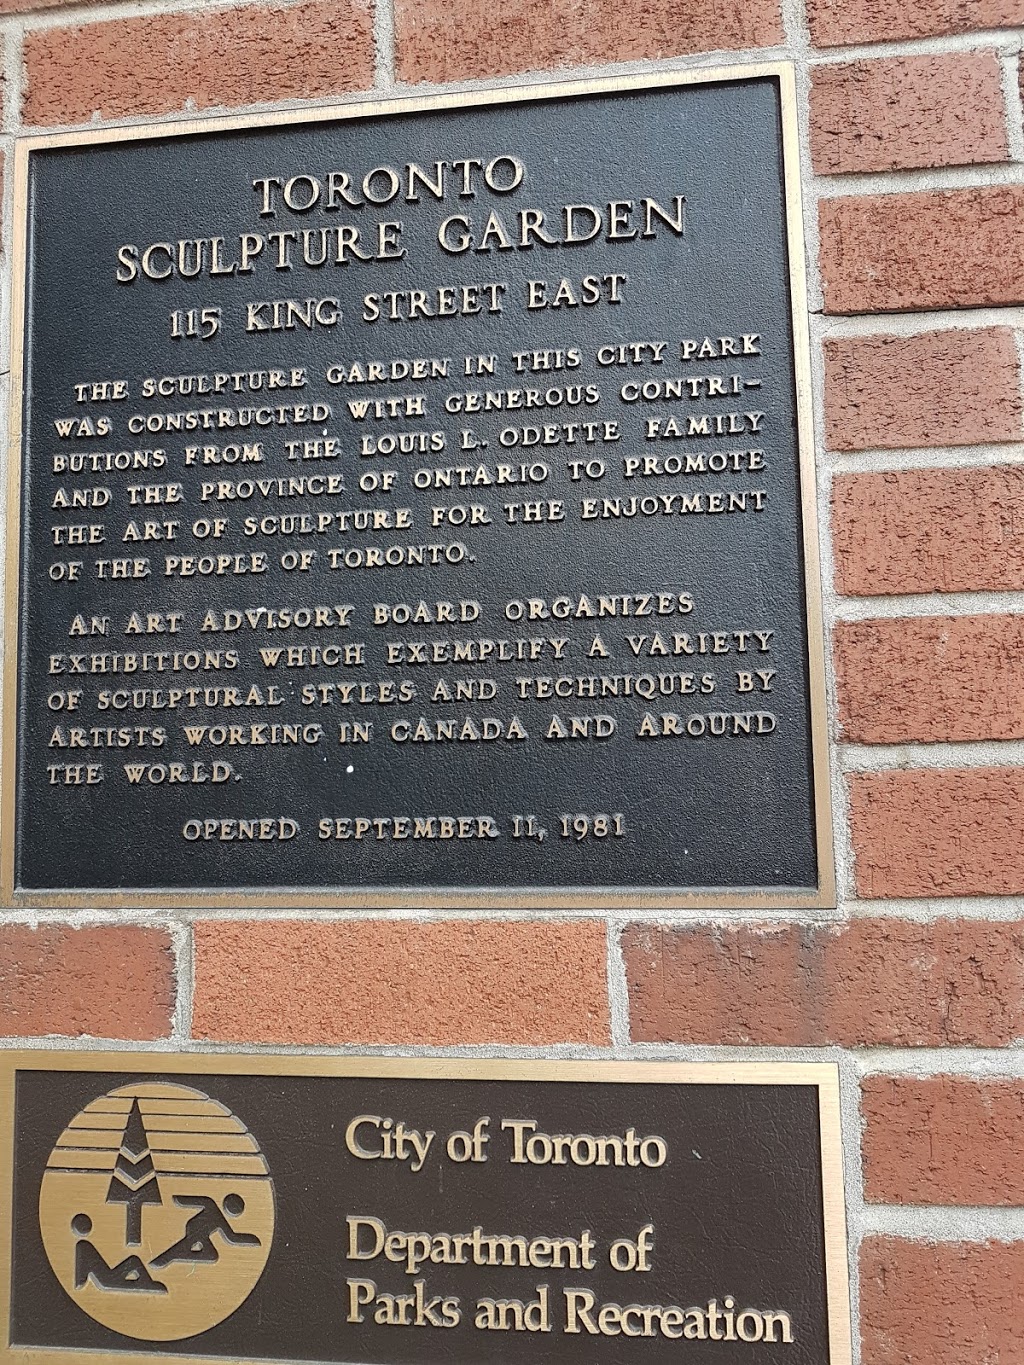 TORONTO
SCULPTURE GARDEN
115 KING STREET EAST
THE SCULPTURE GARDEN IN THIS CITY PARK
WAS CONSTRUCTED WITH GENEROUS CONTRI-
BUTIONS FROM THE LOUIS L. ODETTE FAMILY
AND THE PROVINCE OF ONTARIO TO PROMOTE
THE ART OF SCULPTURE FOR THE ENJOYMENT
OF THE PEOPLE OF TORONTO.
AN ART ADVISORY BOARD ORGANIZES
EXHIBITIONS WHICH EXEMPLIFY A VARIETY
OF SCULPTURAL STYLES AND TECHNIQUES BY
ARTISTS WORKING IN CANADA AND AROUND
THE WORLD.
OPENED SEPTEMBER 11, 1981
City of Toronto
Department of
Parks and Recreation